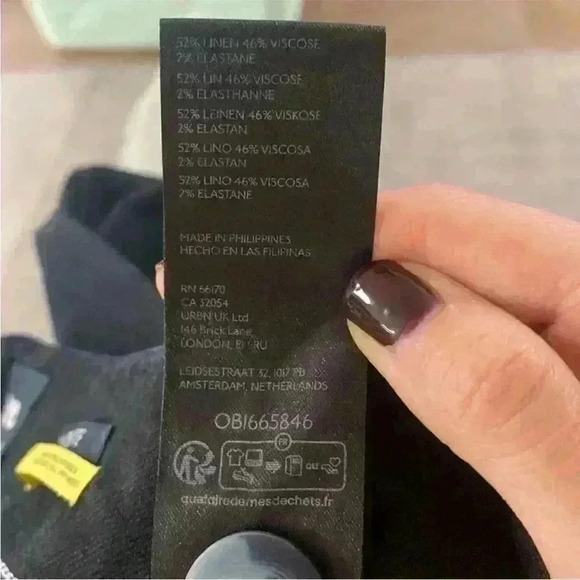 52% LINEN 46% VISCOSE
2% ELASTANE
52% LIN 46% VISCOSE
2% ELASTHANNE
52% LEINEN 46% VISKOSE
2% ELASTAN
52% LINO 46% VISCOSA
2% ELASTAN
52% LINO 46% VISCOSA
2% ELASTANE
MADE IN PHILIPPINES
HECHO EN LAS FILIPINAS
RN 66170
CA 32054
URBN UK Ltd
146 Brick Lane,
LONDON, E1 6RU
LEIDSESTRAAT 32, 1017 PB
AMSTERDAM, NETHERLANDS
OB1665846
FR
OU
quefairedemesdechets.fr